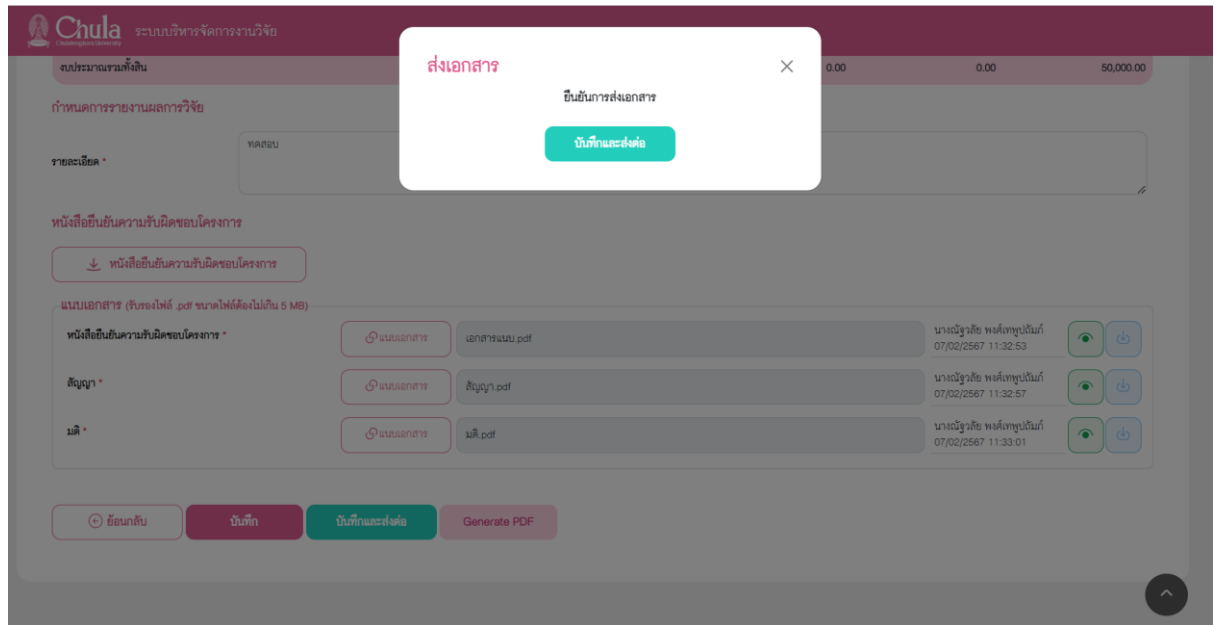 Chula ระบบบริหารจัดการงานวิจัย
Chulalongkorn University
งบประมาณรวมทั้งสิ้น 0.00 0.00 50,000.00
ส่งเอกสาร
ยืนยันการส่งเอกสาร
บันทึกและส่งต่อ
กำหนดการรายงานผลการวิจัย
รายละเอียด * ทดสอบ
หนังสือยืนยันความรับผิดชอบโครงการ
หนังสือยืนยันความรับผิดชอบโครงการ
แนบเอกสาร (รับรองไฟล์ .pdf ขนาดไฟล์ต้องไม่เกิน 5 MB)
หนังสือยืนยันความรับผิดชอบโครงการ * แนบเอกสาร เอกสารแนบ.pdf นางณัฐวลัย พงศ์เทพูปถัมภ์
07/02/2567 11:32:53
สัญญา * แนบเอกสาร สัญญา.pdf นางณัฐวลัย พงศ์เทพูปถัมภ์
07/02/2567 11:32:57
มติ * แนบเอกสาร มติ.pdf นางณัฐวลัย พงศ์เทพูปถัมภ์
07/02/2567 11:33:01
ย้อนกลับ บันทึก บันทึกและส่งต่อ Generate PDF